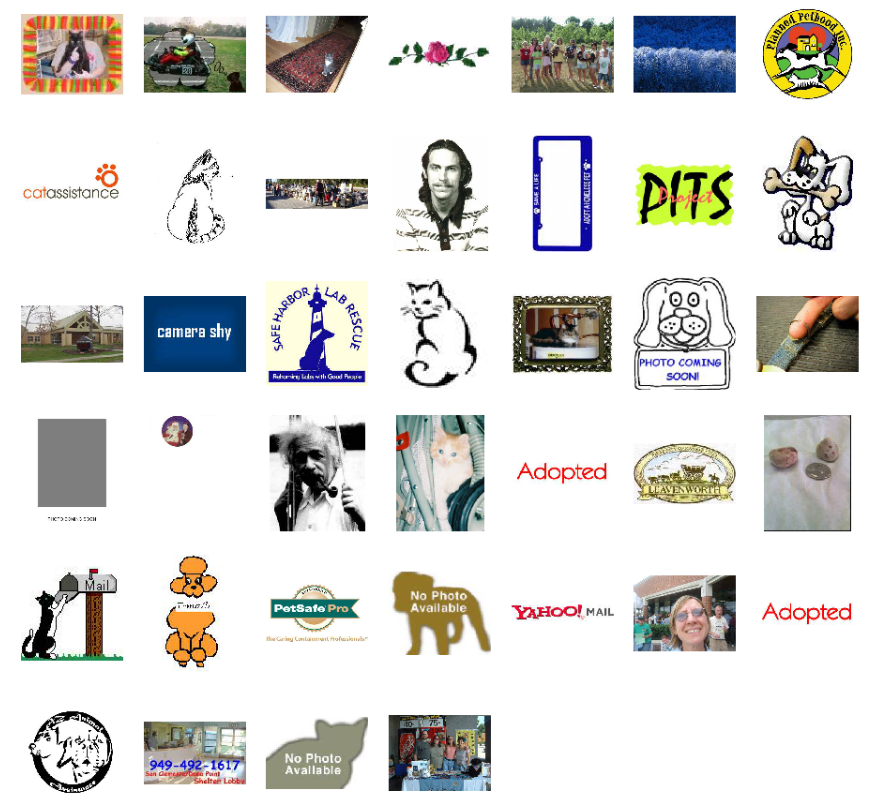 Planned PetHood Inc.
catassistance
SAVE A LIFE
ADOPT A HOMELESS PET
PITS
Project
camera shy
SAFE HARBOR LAB RESCUE
Rehoming Labs with Good People
PHOTO COMING
SOON!
PHOTO COMING SOON
Adopted
LEAVENWORTH
Mail
PetSafe Pro
The Caring Containment Professionals
No Photo
Available
YAHOO! MAIL
Adopted
949-492-1617
San Clemente/Dana Point
Shelter Lobby
No Photo
Available